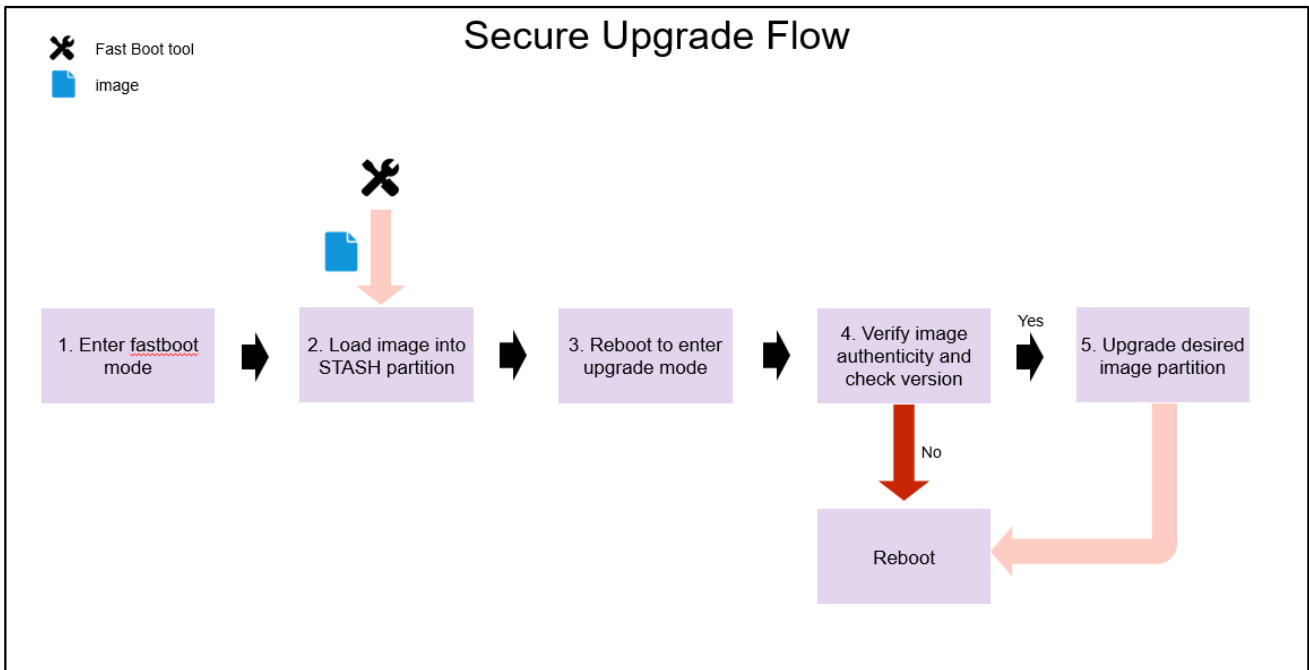 Secure Upgrade Flow
Fast Boot tool
image
1. Enter fastboot
mode
2. Load image into
STASH partition
3. Reboot to enter
upgrade mode
4. Verify image
authenticity and
check version
Yes
5. Upgrade desired
image partition
No
Reboot